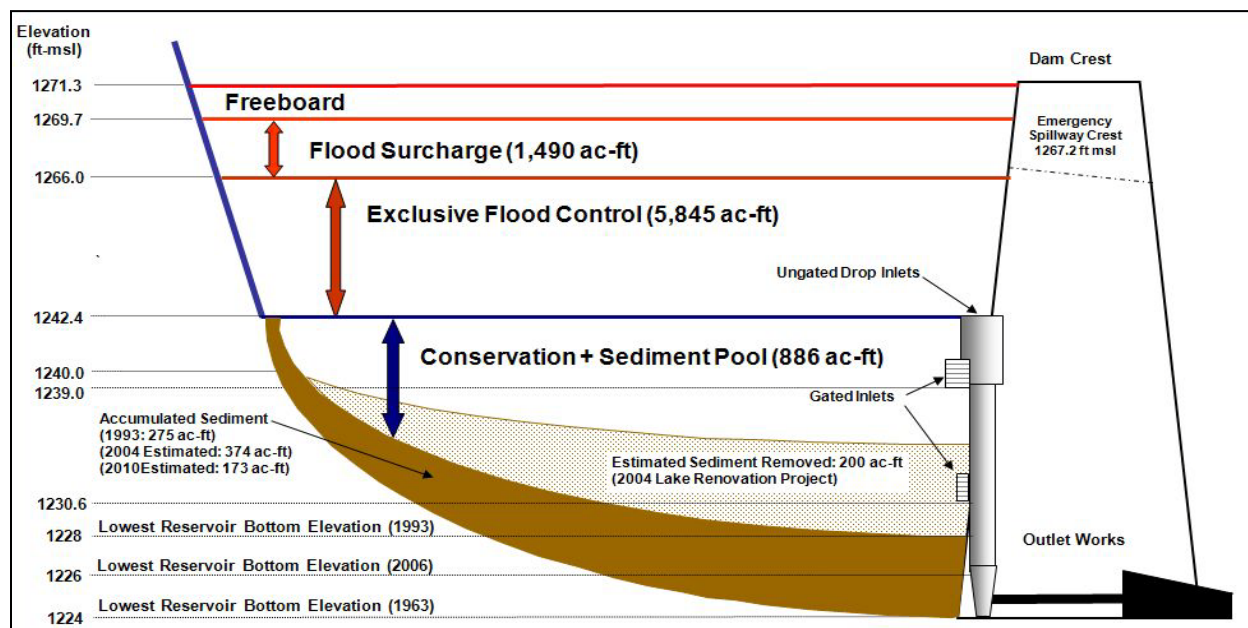 Elevation
(ft-msl)
Dam Crest
1271.3
Freeboard
1269.7
Emergency
Spillway Crest
1267.2 ft msl
Flood Surcharge (1,490 ac-ft)
1266.0
Exclusive Flood Control (5,845 ac-ft)
Ungated Drop Inlets
1242.4
Conservation + Sediment Pool (886 ac-ft)
1240.0
1239.0
Gated Inlets
Accumulated Sediment
(1993: 275 ac-ft)
(2004 Estimated: 374 ac-ft)
(2010Estimated: 173 ac-ft)
Estimated Sediment Removed: 200 ac-ft
(2004 Lake Renovation Project)
1230.6
Lowest Reservoir Bottom Elevation (1993)
1228
Outlet Works
Lowest Reservoir Bottom Elevation (2006)
1226
Lowest Reservoir Bottom Elevation (1963)
1224